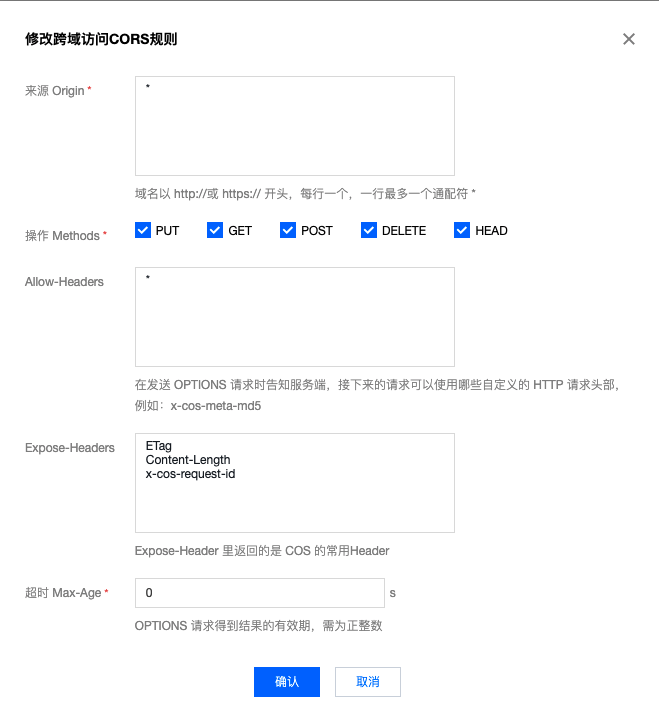 修改跨域访问CORS规则
来源 Origin *
*
域名以 http://或 https:// 开头，每行一个，一行最多一个通配符 *
操作 Methods *
PUT GET POST DELETE HEAD
Allow-Headers
*
在发送 OPTIONS 请求时告知服务端，接下来的请求可以使用哪些自定义的 HTTP 请求头部，
例如：x-cos-meta-md5
Expose-Headers
ETag
Content-Length
x-cos-request-id
Expose-Header 里返回的是 COS 的常用Header
超时 Max-Age *
0 s
OPTIONS 请求得到结果的有效期，需为正整数
确认 取消